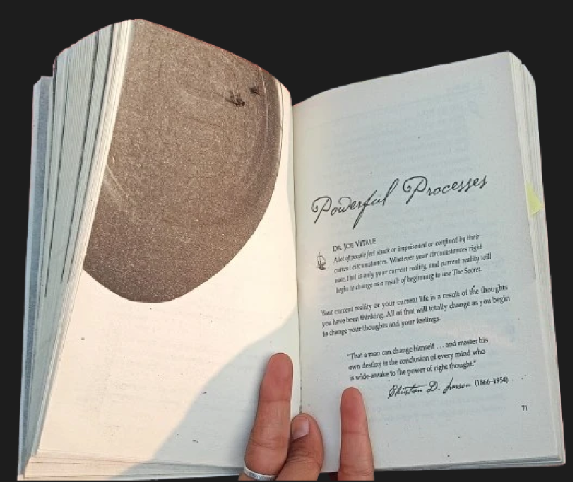 Powerful Processes
DR. JOE VITALE
A lot of people feel stuck or imprisoned or confined by their
current circumstances. Whatever your circumstances right
now, that is only your current reality, and current reality will
begin to change as a result of beginning to use The Secret.
Your current reality or your current life is a result of the thoughts
you have been thinking. All of that will totally change as you begin
to change your thoughts and your feelings.
"That a man can change himself ... and master his
own destiny is the conclusion of every mind who
is wide-awake to the power of right thought."
Christian D. Larson (1866-1954)
71